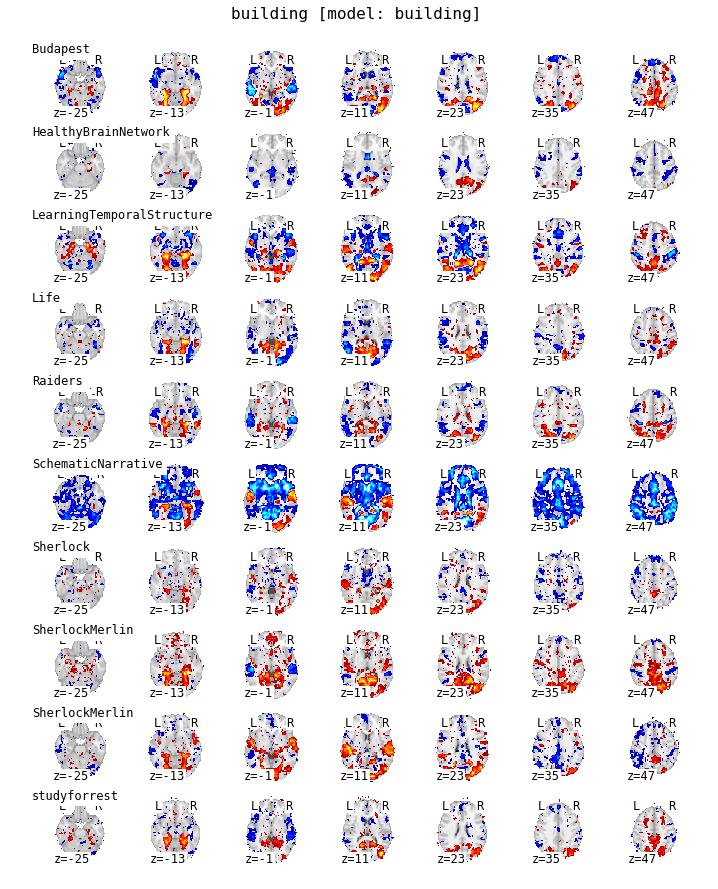 building [model: building]
Budapest
L R L R L R L R L R L R L R
z=-25 z=-13 z=-1 z=11 z=23 z=35 z=47
HealthyBrainNetwork
L R L R L R L R L R L R
z=-25 z=-13 z=-1 z=11 z=23 z=35 z=47
LearningTemporalStructure
L R L R L R L R L R L R
z=-25 z=-13 z=-1 z=11 z=23 z=35 z=47
Life
L R L R L R L R L R L R L R
z=-25 z=-13 z=-1 z=11 z=23 z=35 z=47
Raiders
L R L R L R L R L R L R L R
z=-25 z=-13 z=-1 z=11 z=23 z=35 z=47
SchematicNarrative
L R L R L R L R L R L R L R
z=-25 z=-13 z=-1 z=11 z=23 z=35 z=47
Sherlock
L R L R L R L R L R L R L R
z=-25 z=-13 z=-1 z=11 z=23 z=35 z=47
SherlockMerlin
L R L R L R L R L R L R
z=-25 z=-13 z=-1 z=11 z=23 z=35 z=47
SherlockMerlin
L R L R L R L R L R L R
z=-25 z=-13 z=-1 z=11 z=23 z=35 z=47
studyforrest
L R L R L R L R L R L R L R
z=-25 z=-13 z=-1 z=11 z=23 z=35 z=47